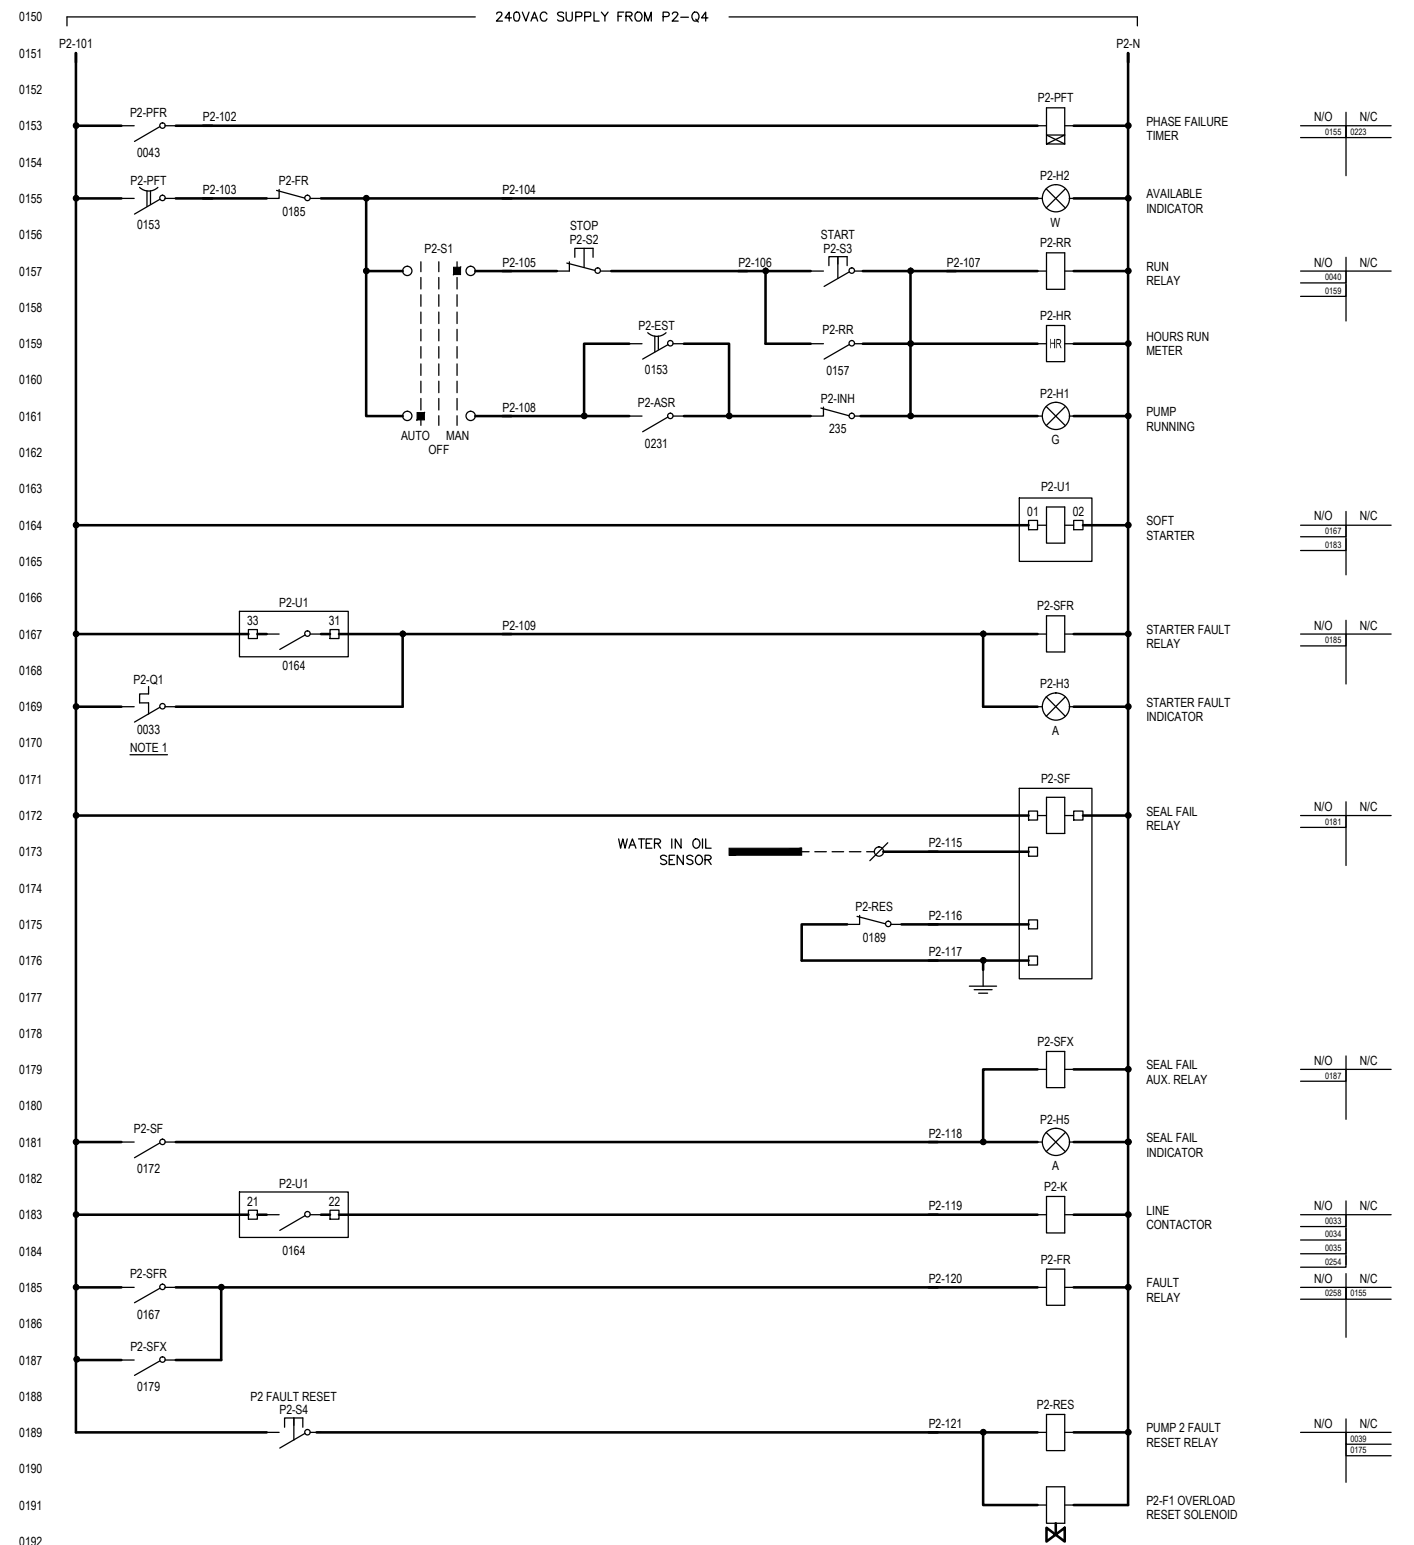 0150
240VAC SUPPLY FROM P2-Q4
P2-101
P2-N
0151
0152
P2-PFR
P2-102
P2-PFT
0153
PHASE FAILURE
TIMER
N/O N/C
0155 0223
0043
0154
P2-PFT
P2-103
P2-FR
P2-104
P2-H2
0155
AVAILABLE
INDICATOR
0153
0185
W
0156
STOP
P2-S2
START
P2-S3
P2-RR
P2-S1
0157
P2-105
P2-106
P2-107
RUN
RELAY
N/O N/C
0040
0159
0158
P2-EST
P2-RR
P2-HR
0159
HR
HOURS RUN
METER
0153
0157
0160
P2-ASR
P2-INH
P2-H1
0161
P2-108
PUMP
RUNNING
AUTO
OFF
MAN
0231
235
G
0162
0163
P2-U1
0164
01
02
SOFT
STARTER
N/O N/C
0167
0183
0165
0166
P2-U1
P2-SFR
0167
33
31
P2-109
STARTER FAULT
RELAY
N/O N/C
0185
0164
0168
P2-Q1
P2-H3
0169
STARTER FAULT
INDICATOR
0033
A
0170
NOTE 1
0171
P2-SF
0172
SEAL FAIL
RELAY
N/O N/C
0181
0173
WATER IN OIL
SENSOR
P2-115
0174
P2-RES
0175
P2-116
0189
0176
P2-117
0177
0178
P2-SFX
0179
SEAL FAIL
AUX. RELAY
N/O N/C
0187
0180
P2-SF
P2-H5
0181
P2-118
SEAL FAIL
INDICATOR
0172
A
0182
P2-U1
P2-K
0183
21
22
P2-119
LINE
CONTACTOR
N/O N/C
0033
0034
0035
0254
0164
0184
P2-SFR
P2-FR
0185
P2-120
FAULT
RELAY
N/O N/C
0258 0155
0167
0186
P2-SFX
0187
0179
0188
P2 FAULT RESET
P2-S4
P2-RES
0189
P2-121
PUMP 2 FAULT
RESET RELAY
N/O N/C
0039
0175
0190
0191
P2-F1 OVERLOAD
RESET SOLENOID
0192